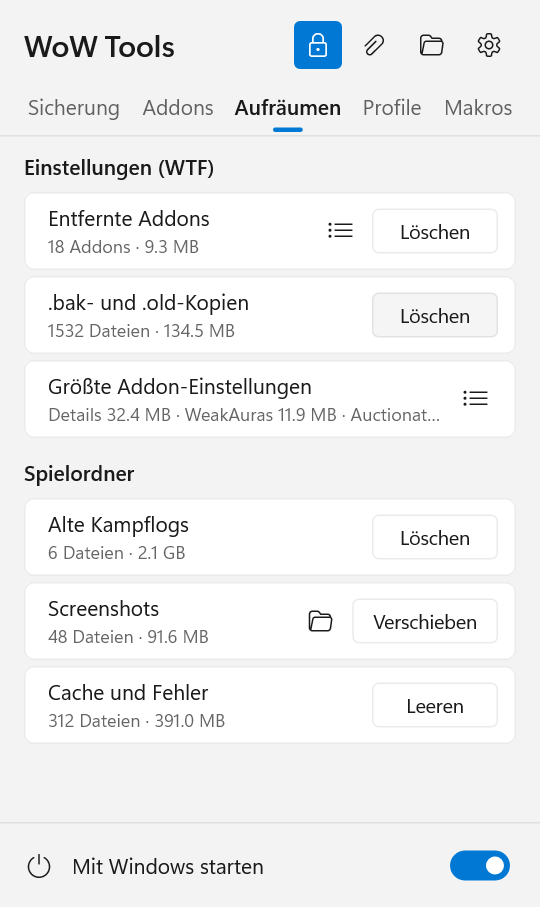 WoW Tools
Sicherung Addons Aufräumen Profile Makros
Einstellungen (WTF)
Entfernte Addons
18 Addons · 9.3 MB
Löschen
.bak- und .old-Kopien
1532 Dateien · 134.5 MB
Löschen
Größte Addon-Einstellungen
Details 32.4 MB · WeakAuras 11.9 MB · Auctionat...
Spielordner
Alte Kampflogs
6 Dateien · 2.1 GB
Löschen
Screenshots
48 Dateien · 91.6 MB
Verschieben
Cache und Fehler
312 Dateien · 391.0 MB
Leeren
Mit Windows starten